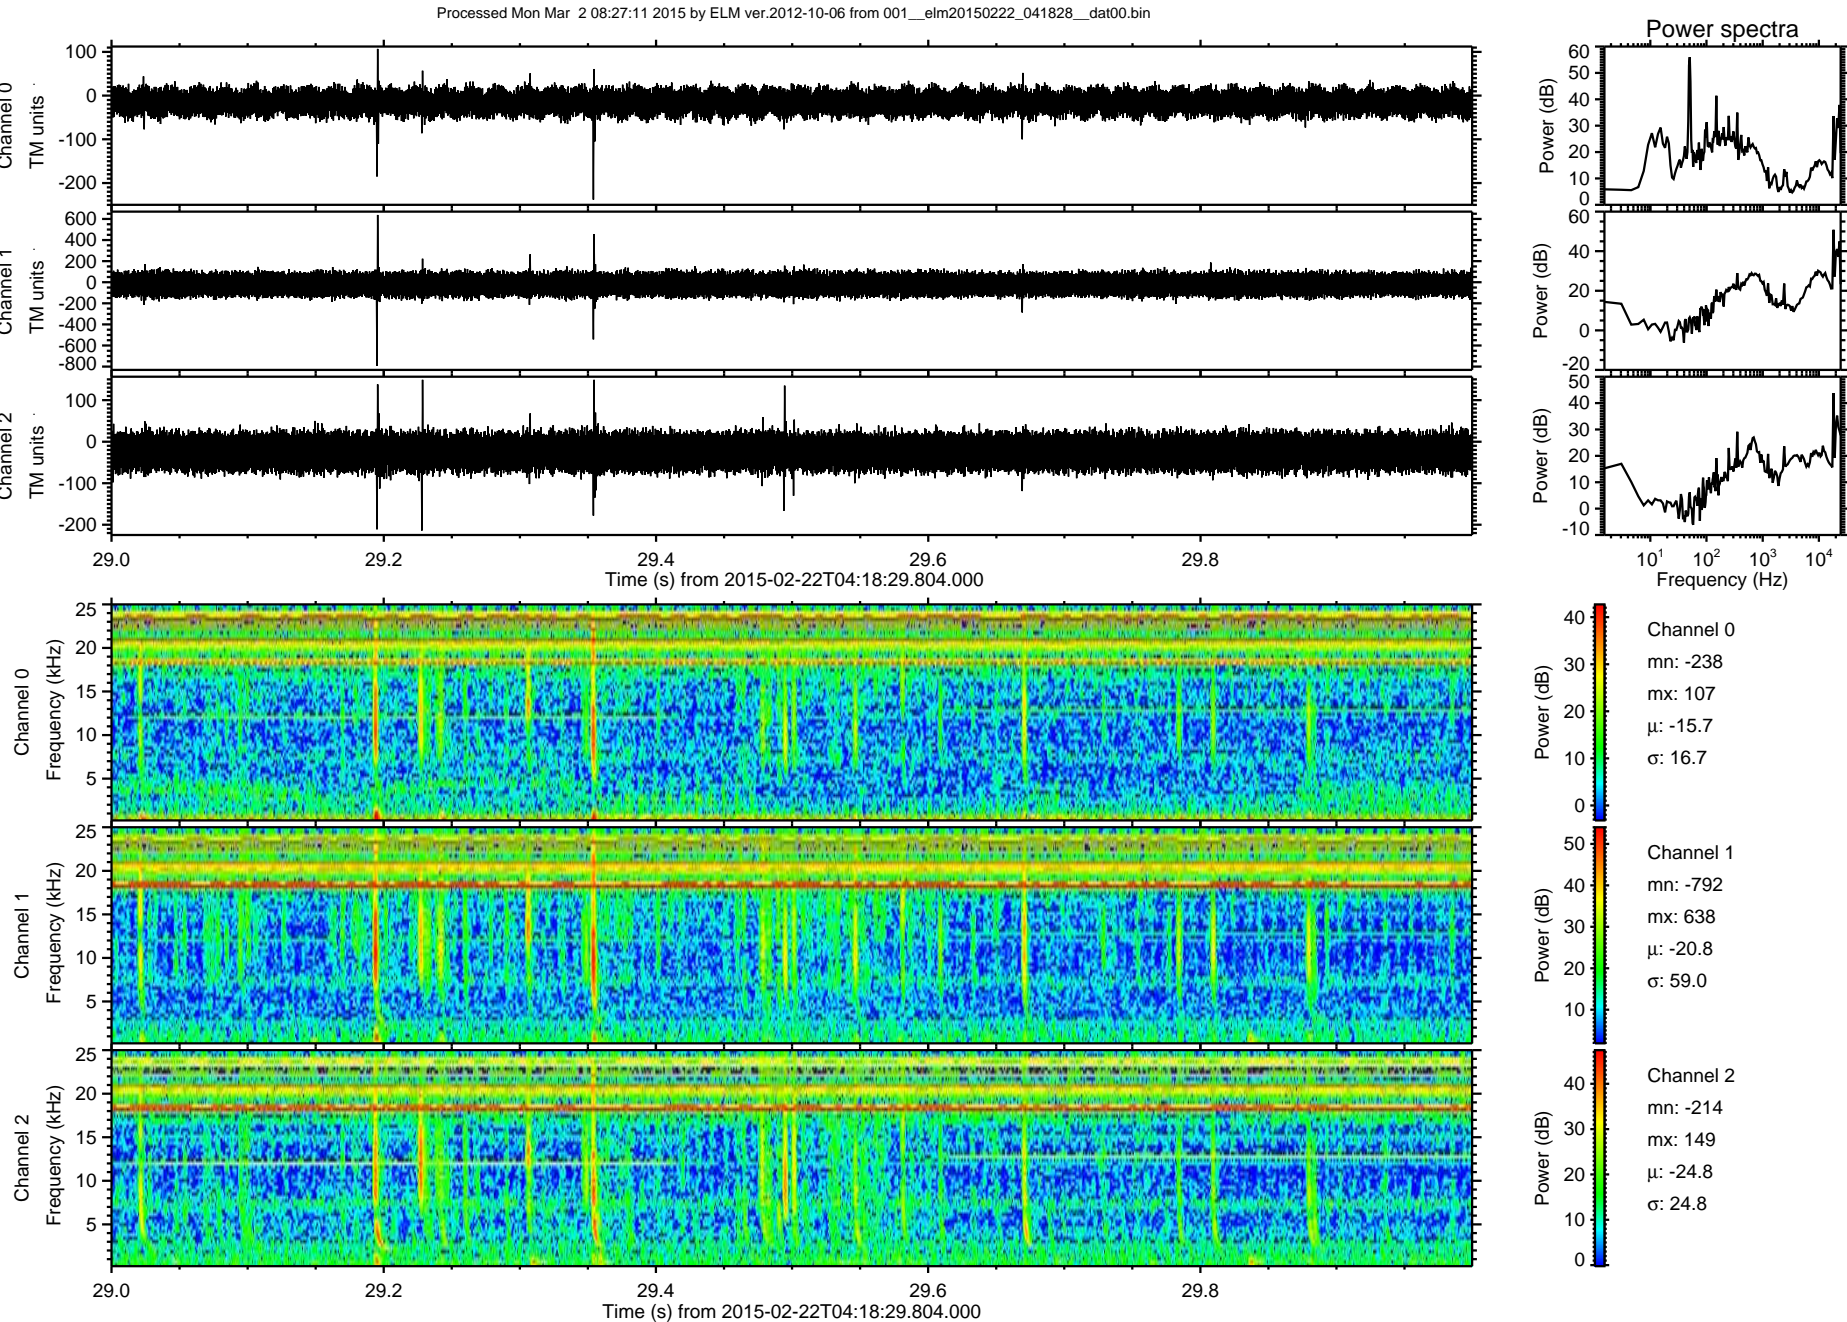 Processed Mon Mar  2 08:27:11 2015 by ELM ver.2012-10-06 from 001__elm20150222_041828__dat00.bin
Power spectra
Channel 0
TM units
100
0
-100
-200
Power (dB)
60
50
40
30
20
10
0
Channel 1
TM units
600
400
200
0
-200
-400
-600
-800
Power (dB)
60
40
20
0
-20
Channel 2
TM units
100
0
-100
-200
Power (dB)
50
40
30
20
10
0
-10
29.0 29.2 29.4 29.6 29.8
Time (s) from 2015-02-22T04:18:29.804.000
10¹ 10² 10³ 10⁴
Frequency (Hz)
Channel 0
Frequency (kHz)
25
20
15
10
5
Power (dB)
40
30
20
10
0
Channel 0
mn: -238
mx: 107
μ: -15.7
σ: 16.7
Channel 1
Frequency (kHz)
25
20
15
10
5
Power (dB)
50
40
30
20
10
Channel 1
mn: -792
mx: 638
μ: -20.8
σ: 59.0
Channel 2
Frequency (kHz)
25
20
15
10
5
Power (dB)
40
30
20
10
0
Channel 2
mn: -214
mx: 149
μ: -24.8
σ: 24.8
29.0 29.2 29.4 29.6 29.8
Time (s) from 2015-02-22T04:18:29.804.000